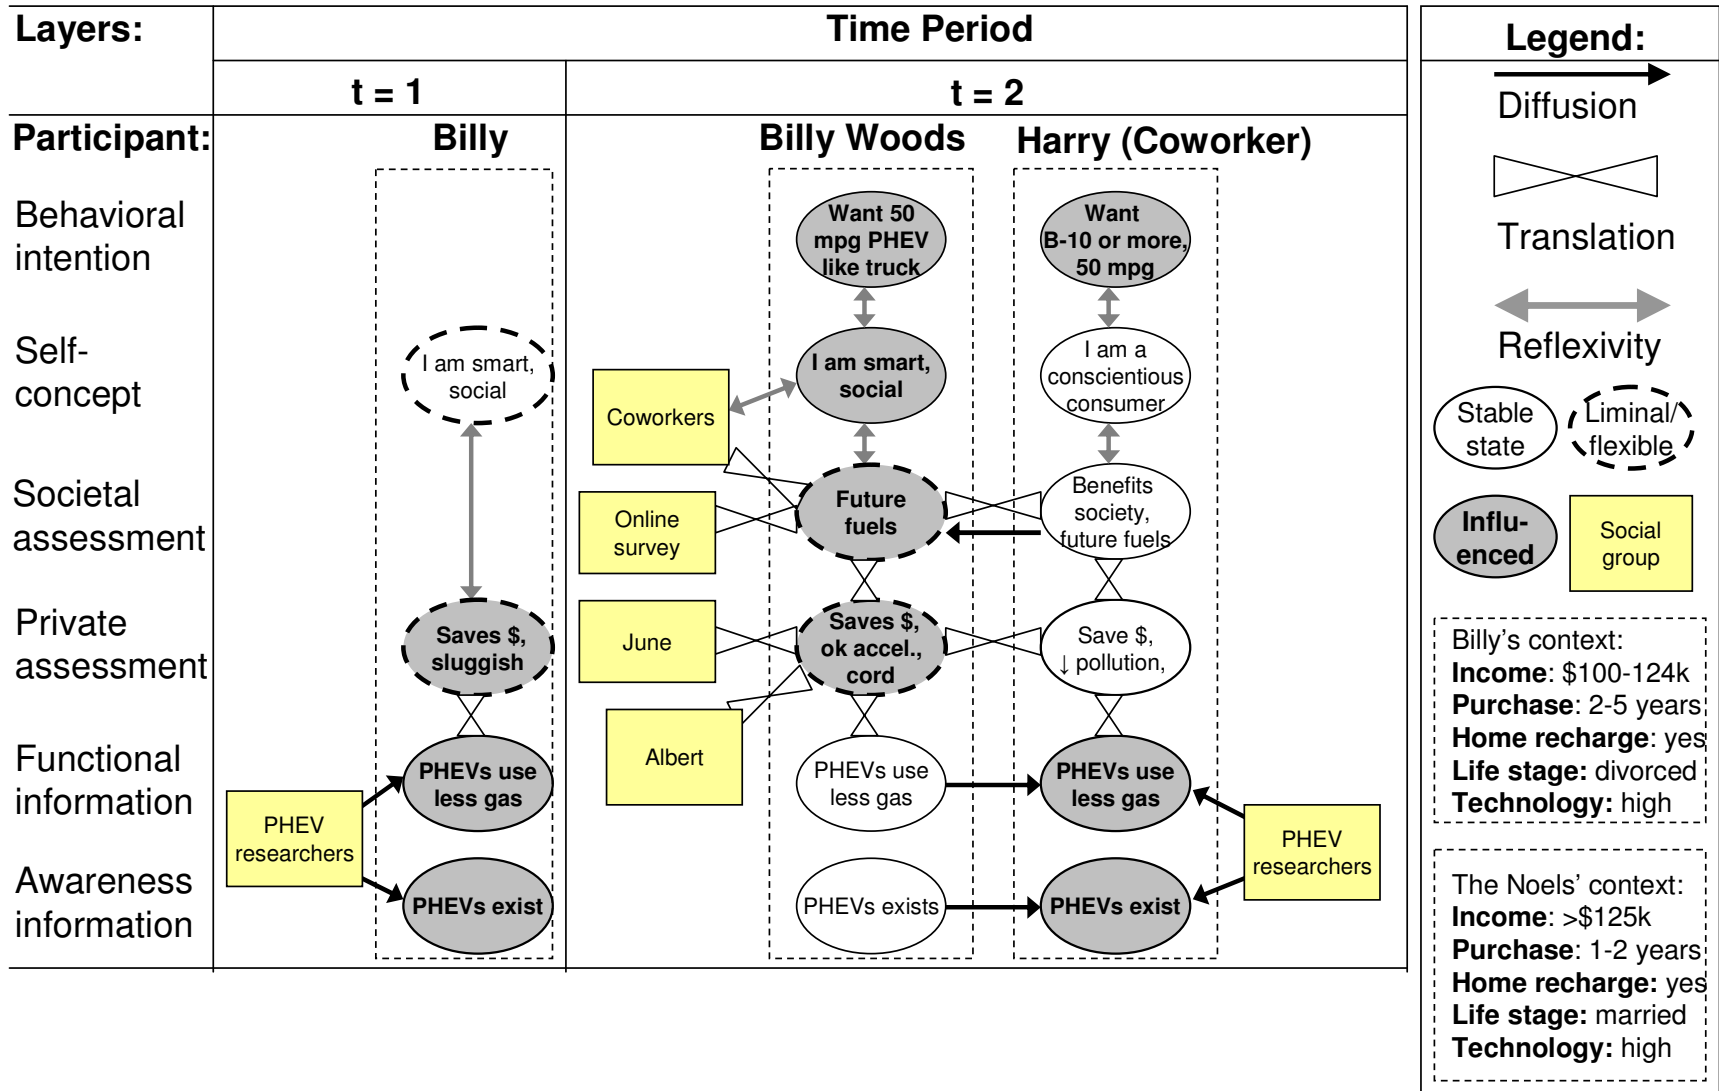 Layers:
Time Period
t = 1
t = 2
Participant:
Billy
Billy Woods
Harry (Coworker)
Behavioral
intention
Want 50
mpg PHEV
like truck
Want
B-10 or more,
50 mpg
Self-
concept
I am smart,
social
Coworkers
I am smart,
social
I am a
conscientious
consumer
Societal
assessment
Online
survey
Future
fuels
Benefits
society,
future fuels
Private
assessment
Saves $,
sluggish
June
Saves $,
ok accel.,
cord
Save $,
↓ pollution,
Albert
Functional
information
PHEVs use
less gas
PHEVs use
less gas
PHEVs use
less gas
PHEV
researchers
PHEV
researchers
Awareness
information
PHEVs exist
PHEVs exists
PHEVs exist
Legend:
Diffusion
Translation
Reflexivity
Stable
state
Liminal/
flexible
Influ-
enced
Social
group
Billy's context:
Income: $100-124k
Purchase: 2-5 years
Home recharge: yes
Life stage: divorced
Technology: high
The Noels' context:
Income: >$125k
Purchase: 1-2 years
Home recharge: yes
Life stage: married
Technology: high